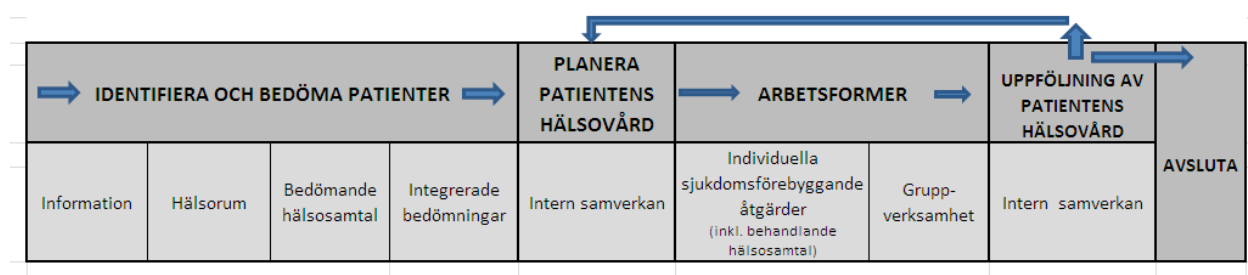 IDENTIFIERA OCH BEDÖMA PATIENTER
PLANERA
PATIENTENS
HÄLSOVÅRD
ARBETSFORMER
UPPFÖLJNING AV
PATIENTENS
HÄLSOVÅRD
AVSLUTA
Information
Hälsorum
Bedömande
hälsosamtal
Integrerade
bedömningar
Intern samverkan
Individuella
sjukdomsförebyggande
åtgärder
(inkl. behandlande
hälsosamtal)
Grupp-
verksamhet
Intern samverkan